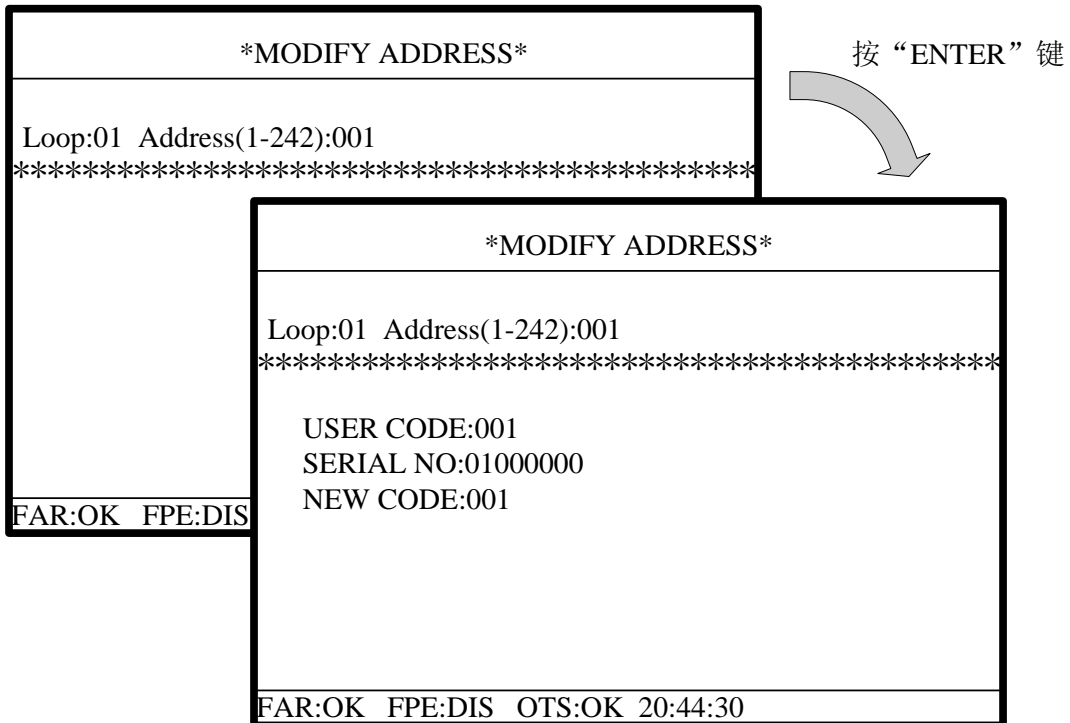 *MODIFY ADDRESS*
Loop:01 Address(1-242):001
*******************************************
FAR:OK FPE:DIS
按“ENTER”键
*MODIFY ADDRESS*
Loop:01 Address(1-242):001
*******************************************
USER CODE:001
SERIAL NO:01000000
NEW CODE:001
FAR:OK FPE:DIS OTS:OK 20:44:30